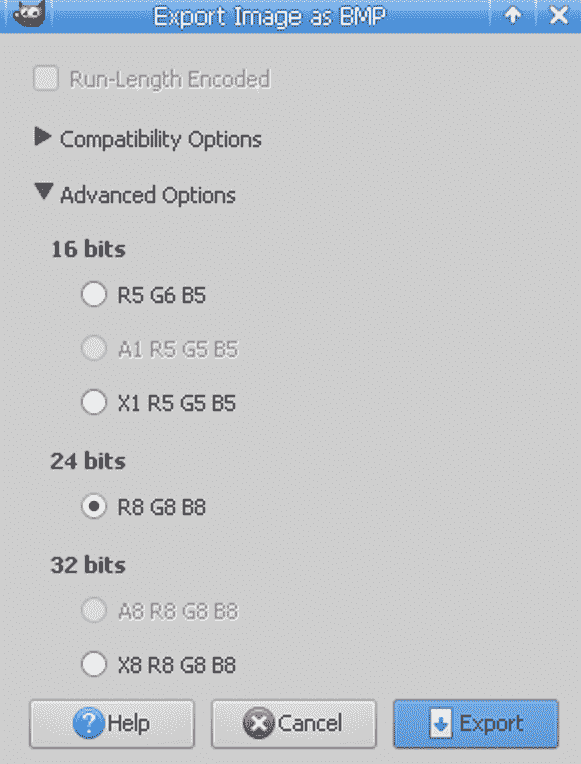 Export Image as BMP
Run-Length Encoded
Compatibility Options
Advanced Options
16 bits
R5 G6 B5
A1 R5 G5 B5
X1 R5 G5 B5
24 bits
R8 G8 B8
32 bits
A8 R8 G8 B8
X8 R8 G8 B8
Help Cancel Export